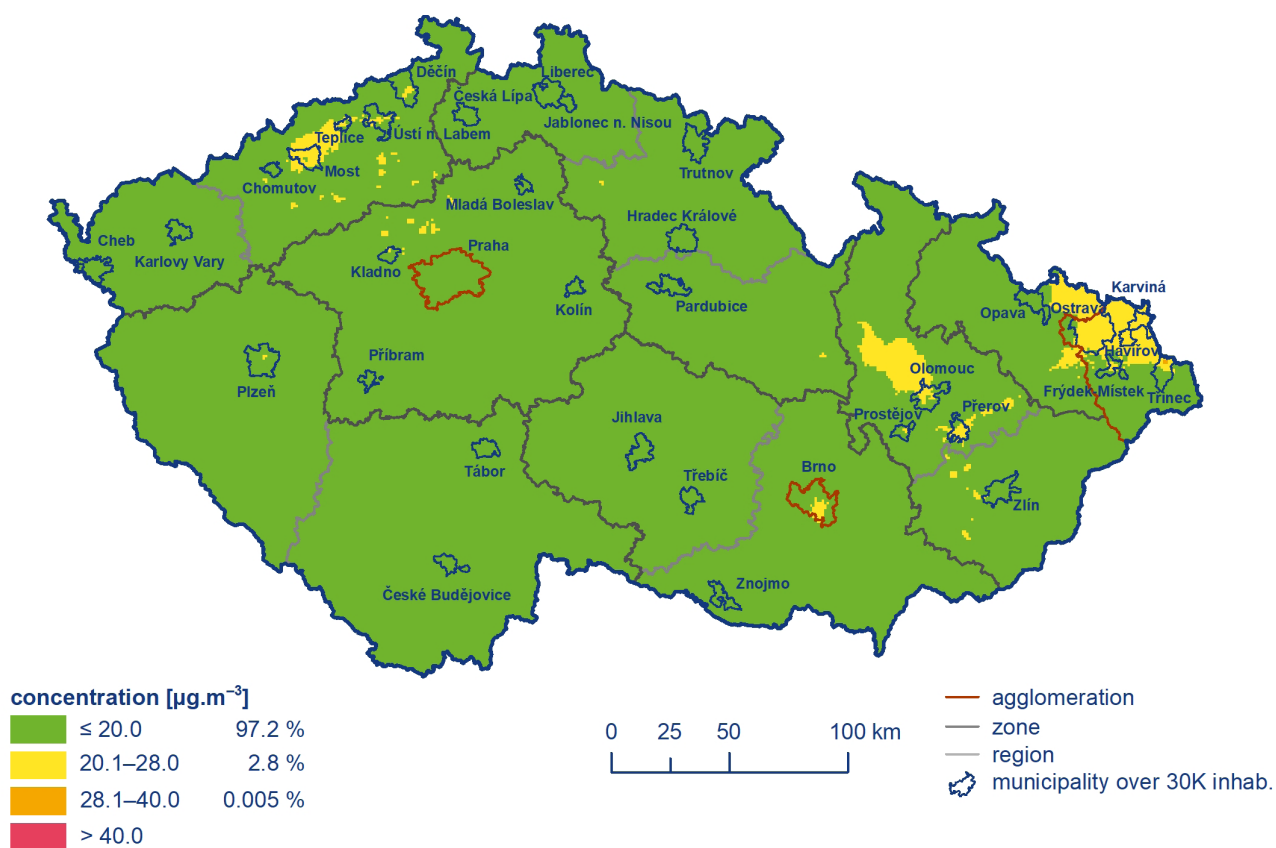 Děčín
Liberec
Česká Lípa
Jablonec n. Nisou
Teplice
Ústí n. Labem
Most
Chomutov
Trutnov
Mladá Boleslav
Hradec Králové
Cheb
Karlovy Vary
Praha
Kladno
Kolín
Pardubice
Karviná
Opava
Ostrava
Havířov
Příbram
Plzeň
Olomouc
Frýdek-Místek
Třinec
Prostějov
Přerov
Jihlava
Tábor
Třebíč
Brno
Zlín
České Budějovice
Znojmo
concentration [µg.m⁻³]
≤ 20.0 97.2 %
20.1–28.0 2.8 %
28.1–40.0 0.005 %
> 40.0
0 25 50 100 km
agglomeration
zone
region
municipality over 30K inhab.